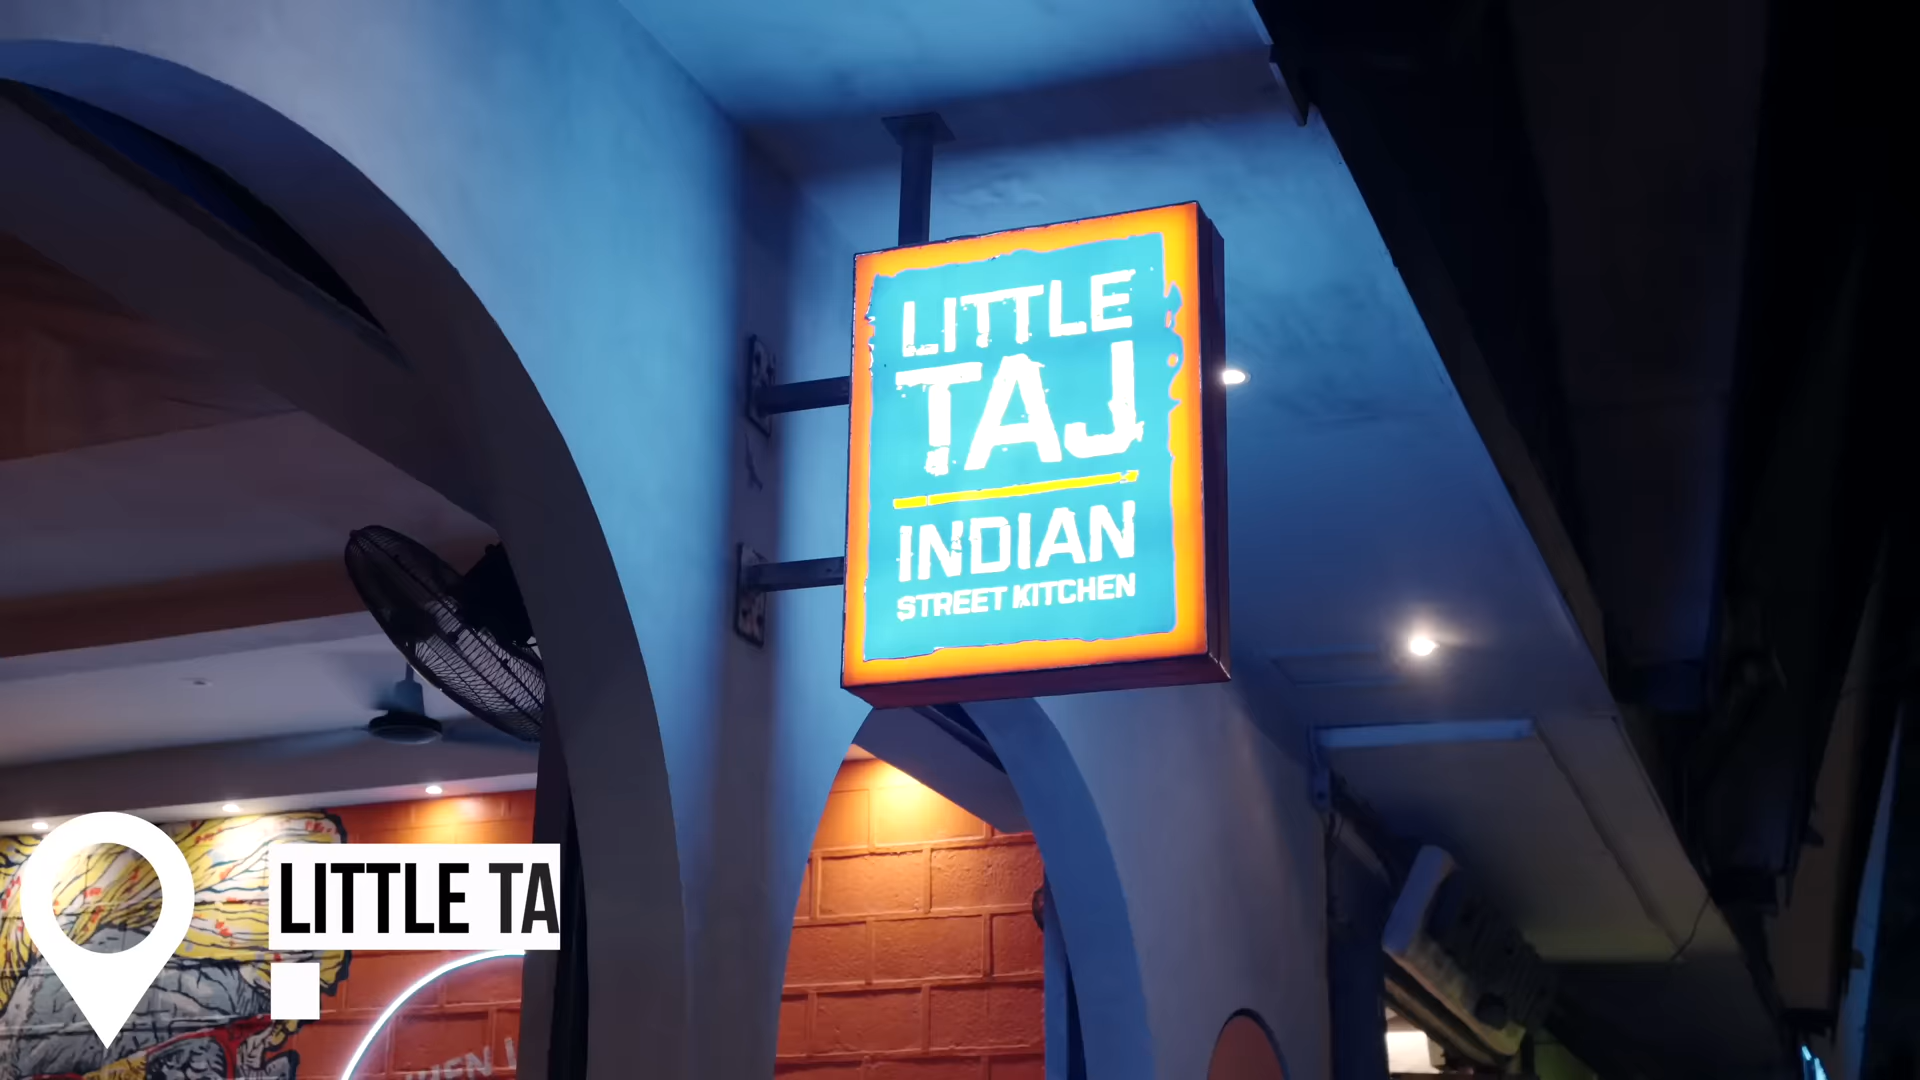 LITTLE
TAJ
INDIAN
STREET KITCHEN
LITTLE TA